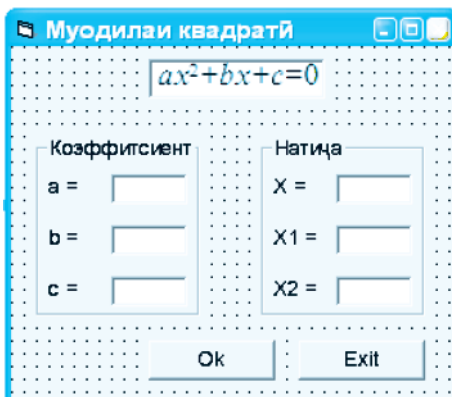 Муодилаи квадратӣ
ax²+bx+c=0
Коэффитсиент
a =
b =
c =
Натиҷа
X =
X1 =
X2 =
Ok Exit